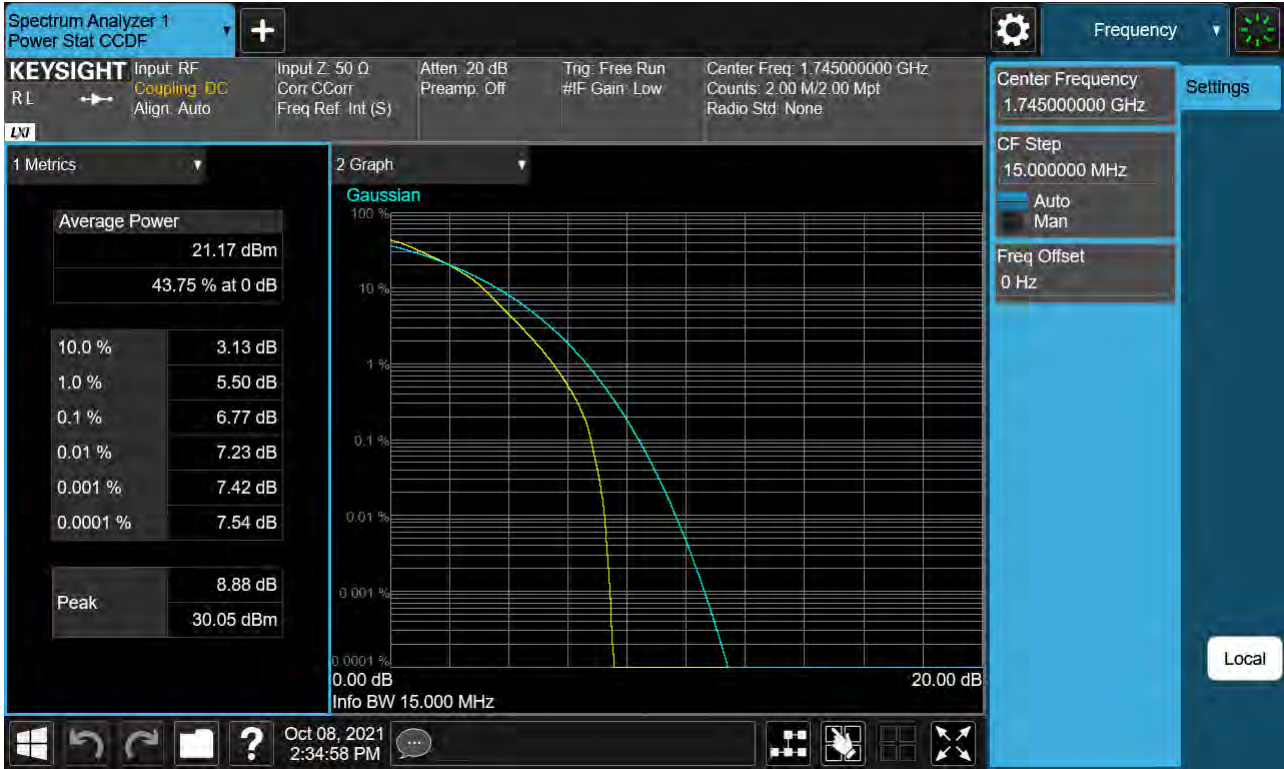 Spectrum Analyzer 1
Power Stat CCDF
Frequency
KEYSIGHT
R L
LXI
Input: RF
Coupling: DC
Align: Auto
Input Z: 50 Ω
Corr CCorr
Freq Ref: Int (S)
Atten: 20 dB
Preamp: Off
Trig: Free Run
#IF Gain: Low
Center Freq: 1.745000000 GHz
Counts: 2.00 M/2.00 Mpt
Radio Std: None
1 Metrics
Average Power
21.17 dBm
43.75 % at 0 dB
10.0 % 3.13 dB
1.0 % 5.50 dB
0.1 % 6.77 dB
0.01 % 7.23 dB
0.001 % 7.42 dB
0.0001 % 7.54 dB
Peak
8.88 dB
30.05 dBm
2 Graph
Gaussian
100 %
10 %
1 %
0.1 %
0.01 %
0.001 %
0.0001 %
0.00 dB 20.00 dB
Info BW 15.000 MHz
Center Frequency
1.745000000 GHz
CF Step
15.000000 MHz
Auto
Man
Freq Offset
0 Hz
Settings
Local
?
Oct 08, 2021
2:34:58 PM